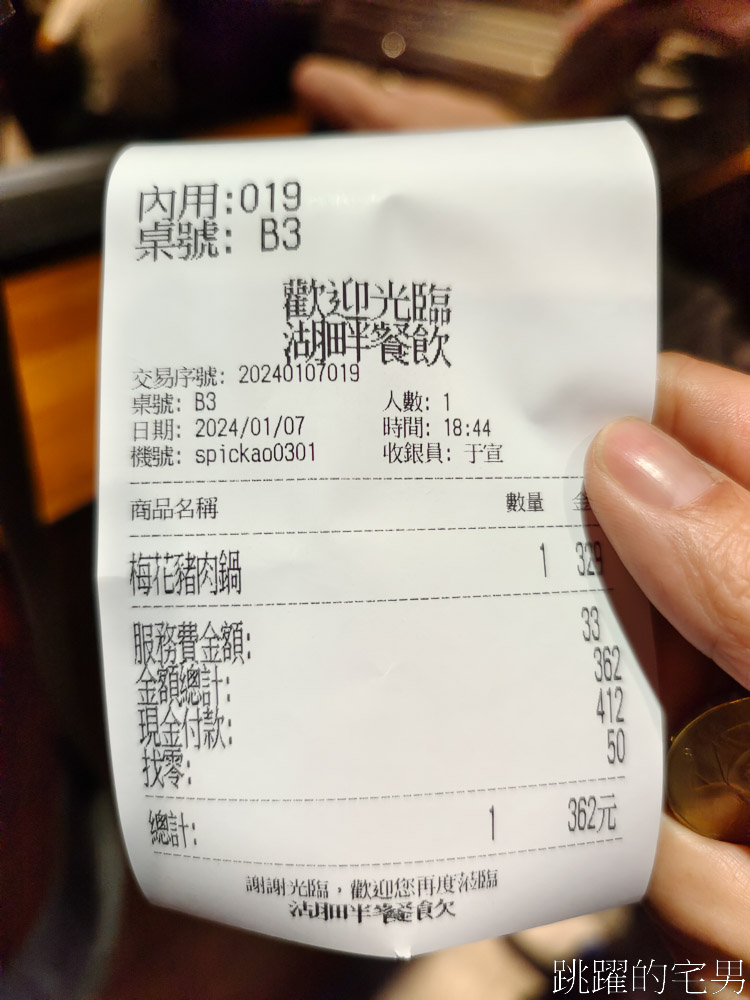 內用:019
桌號: B3
歡迎光臨
湖畔餐飲
交易序號: 20240107019
桌號: B3 人數: 1
日期: 2024/01/07 時間: 18:44
機號: spickao0301 收銀員: 于宣
商品名稱 數量 金
梅花豬肉鍋 1 329
服務費金額: 33
金額總計: 362
現金付款: 412
找零: 50
總計: 1 362元
謝謝光臨，歡迎您再度蒞臨
湖畔餐飲
跳躍的宅男